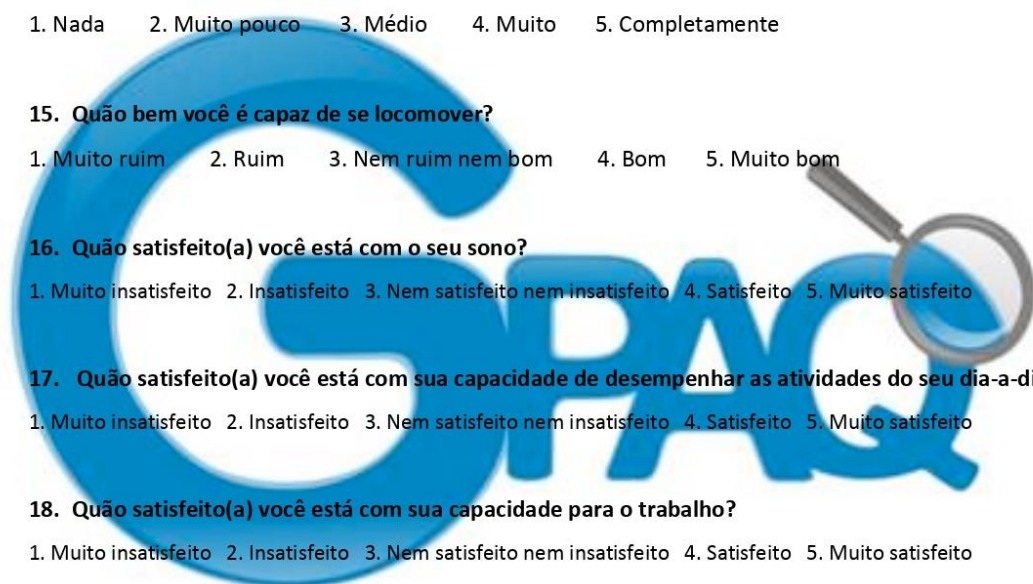 1. Nada 2. Muito pouco 3. Médio 4. Muito 5. Completamente
15. Quão bem você é capaz de se locomover?
1. Muito ruim 2. Ruim 3. Nem ruim nem bom 4. Bom 5. Muito bom
16. Quão satisfeito(a) você está com o seu sono?
1. Muito insatisfeito 2. Insatisfeito 3. Nem satisfeito nem insatisfeito 4. Satisfeito 5. Muito satisfeito
GPAQ
17. Quão satisfeito(a) você está com sua capacidade de desempenhar as atividades do seu dia-a-di
1. Muito insatisfeito 2. Insatisfeito 3. Nem satisfeito nem insatisfeito 4. Satisfeito 5. Muito satisfeito
18. Quão satisfeito(a) você está com sua capacidade para o trabalho?
1. Muito insatisfeito 2. Insatisfeito 3. Nem satisfeito nem insatisfeito 4. Satisfeito 5. Muito satisfeito